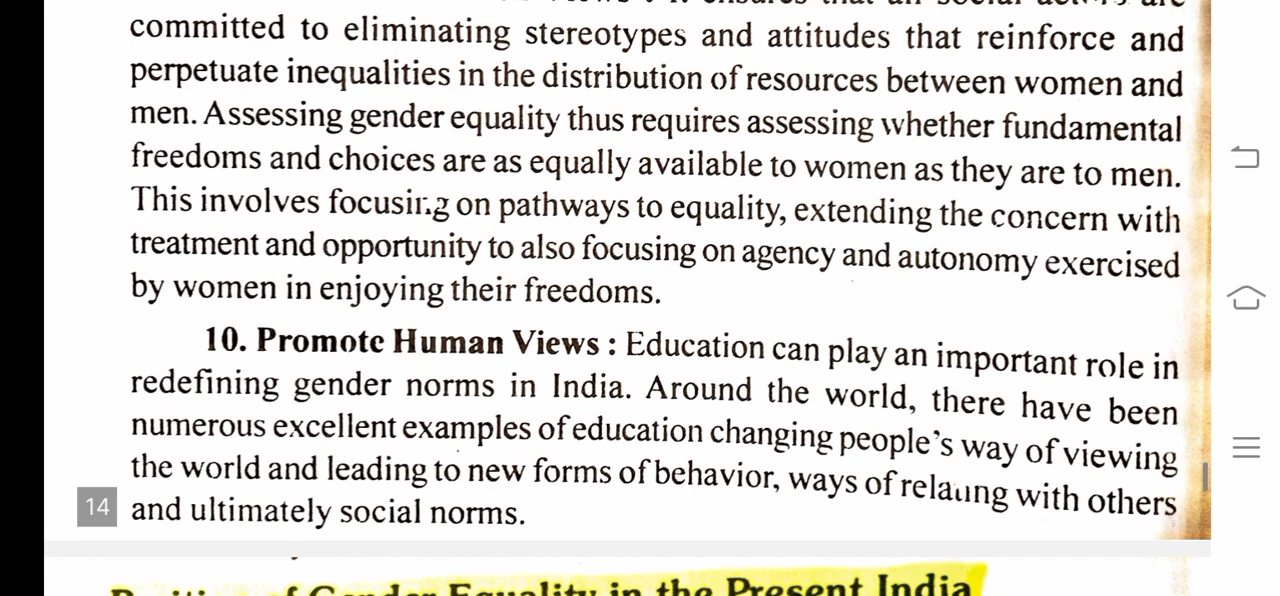 committed to eliminating stereotypes and attitudes that reinforce and
perpetuate inequalities in the distribution of resources between women and
men. Assessing gender equality thus requires assessing whether fundamental
freedoms and choices are as equally available to women as they are to men.
This involves focusing on pathways to equality, extending the concern with
treatment and opportunity to also focusing on agency and autonomy exercised
by women in enjoying their freedoms.
10. Promote Human Views : Education can play an important role in
redefining gender norms in India. Around the world, there have been
numerous excellent examples of education changing people's way of viewing
the world and leading to new forms of behavior, ways of relating with others
14 and ultimately social norms.
Gender Equality in the Present India